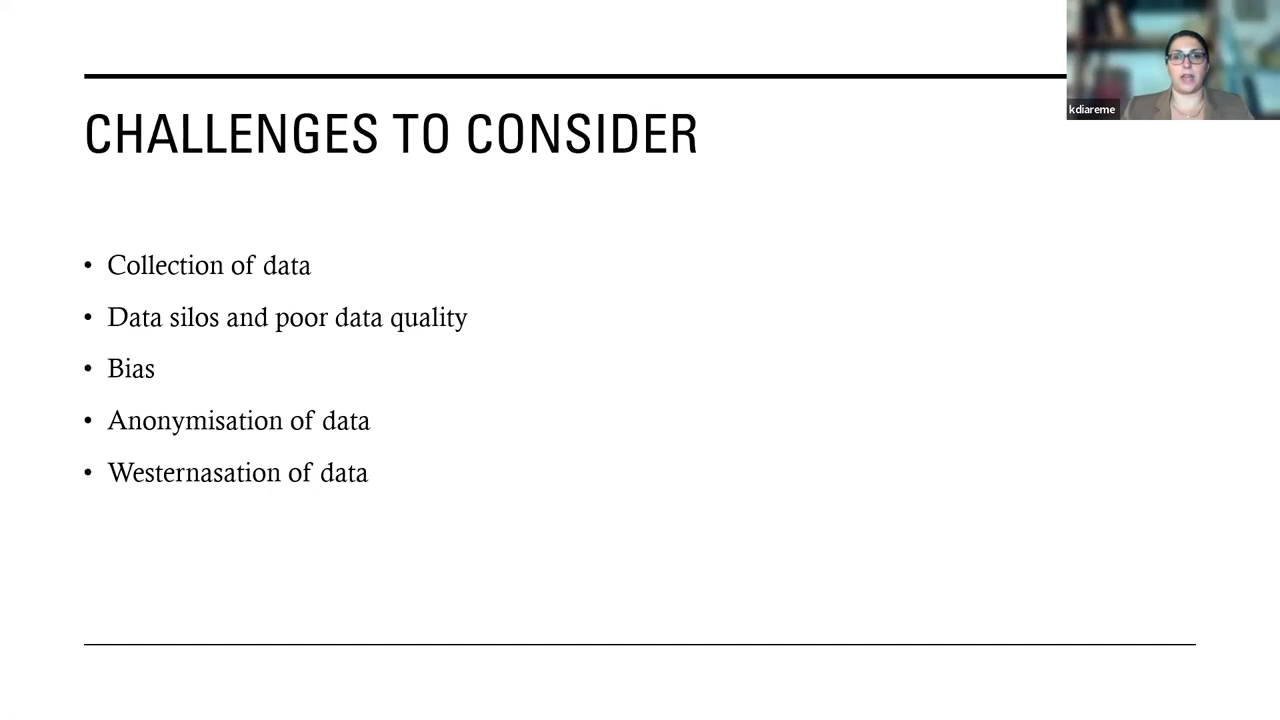 CHALLENGES TO CONSIDER
kdiareme
• Collection of data
• Data silos and poor data quality
• Bias
• Anonymisation of data
• Westernasation of data